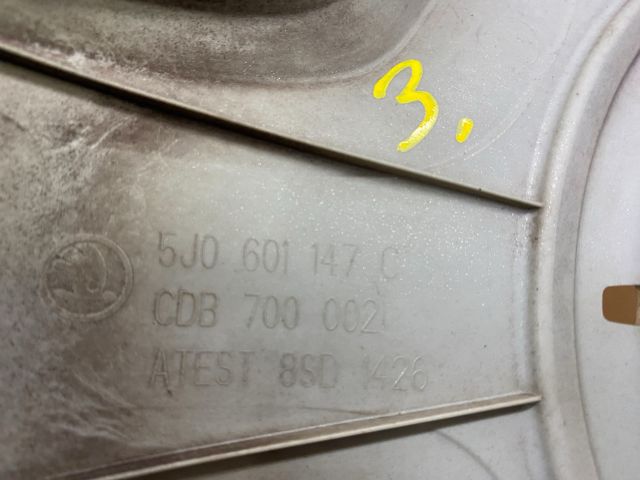 3.
5J0 601 147 C
CDB 700 002
ATEST 8SD 1426